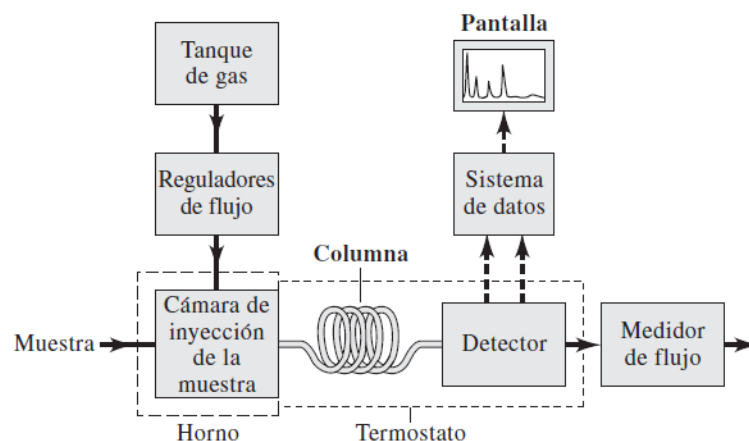 Pantalla
Tanque
de gas
Reguladores
de flujo
Sistema
de datos
Columna
Muestra
Cámara de
inyección
de la
muestra
Detector
Medidor
de flujo
Horno
Termostato